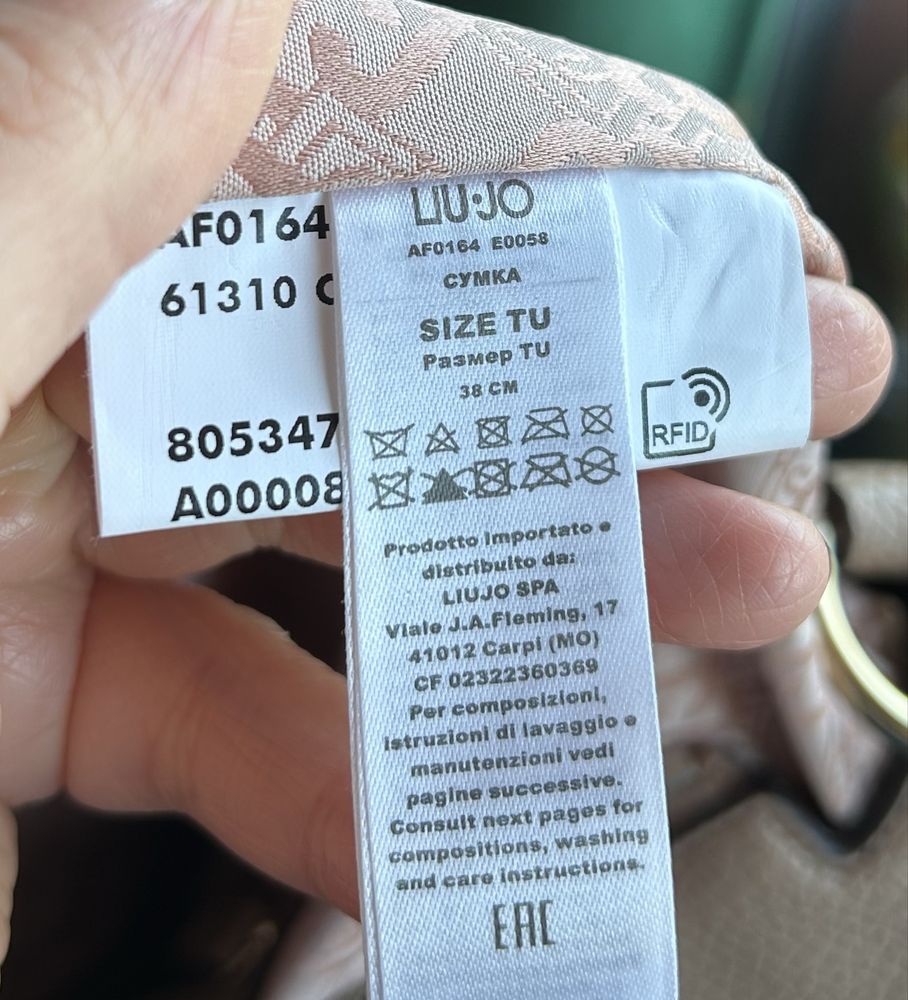 AF0164
61310
805347
A00008
LIU·JO
AF0164 E0058
СУМКА
SIZE TU
Размер TU
38 CM
Prodotto importato e
distribuito da:
LIUJO SPA
Viale J.A.Fleming, 17
41012 Carpi (MO)
CF 02322360369
Per composizioni,
istruzioni di lavaggio e
manutenzioni vedi
pagine successive.
Consult next pages for
compositions, washing
and care instructions.
EAC
RFID